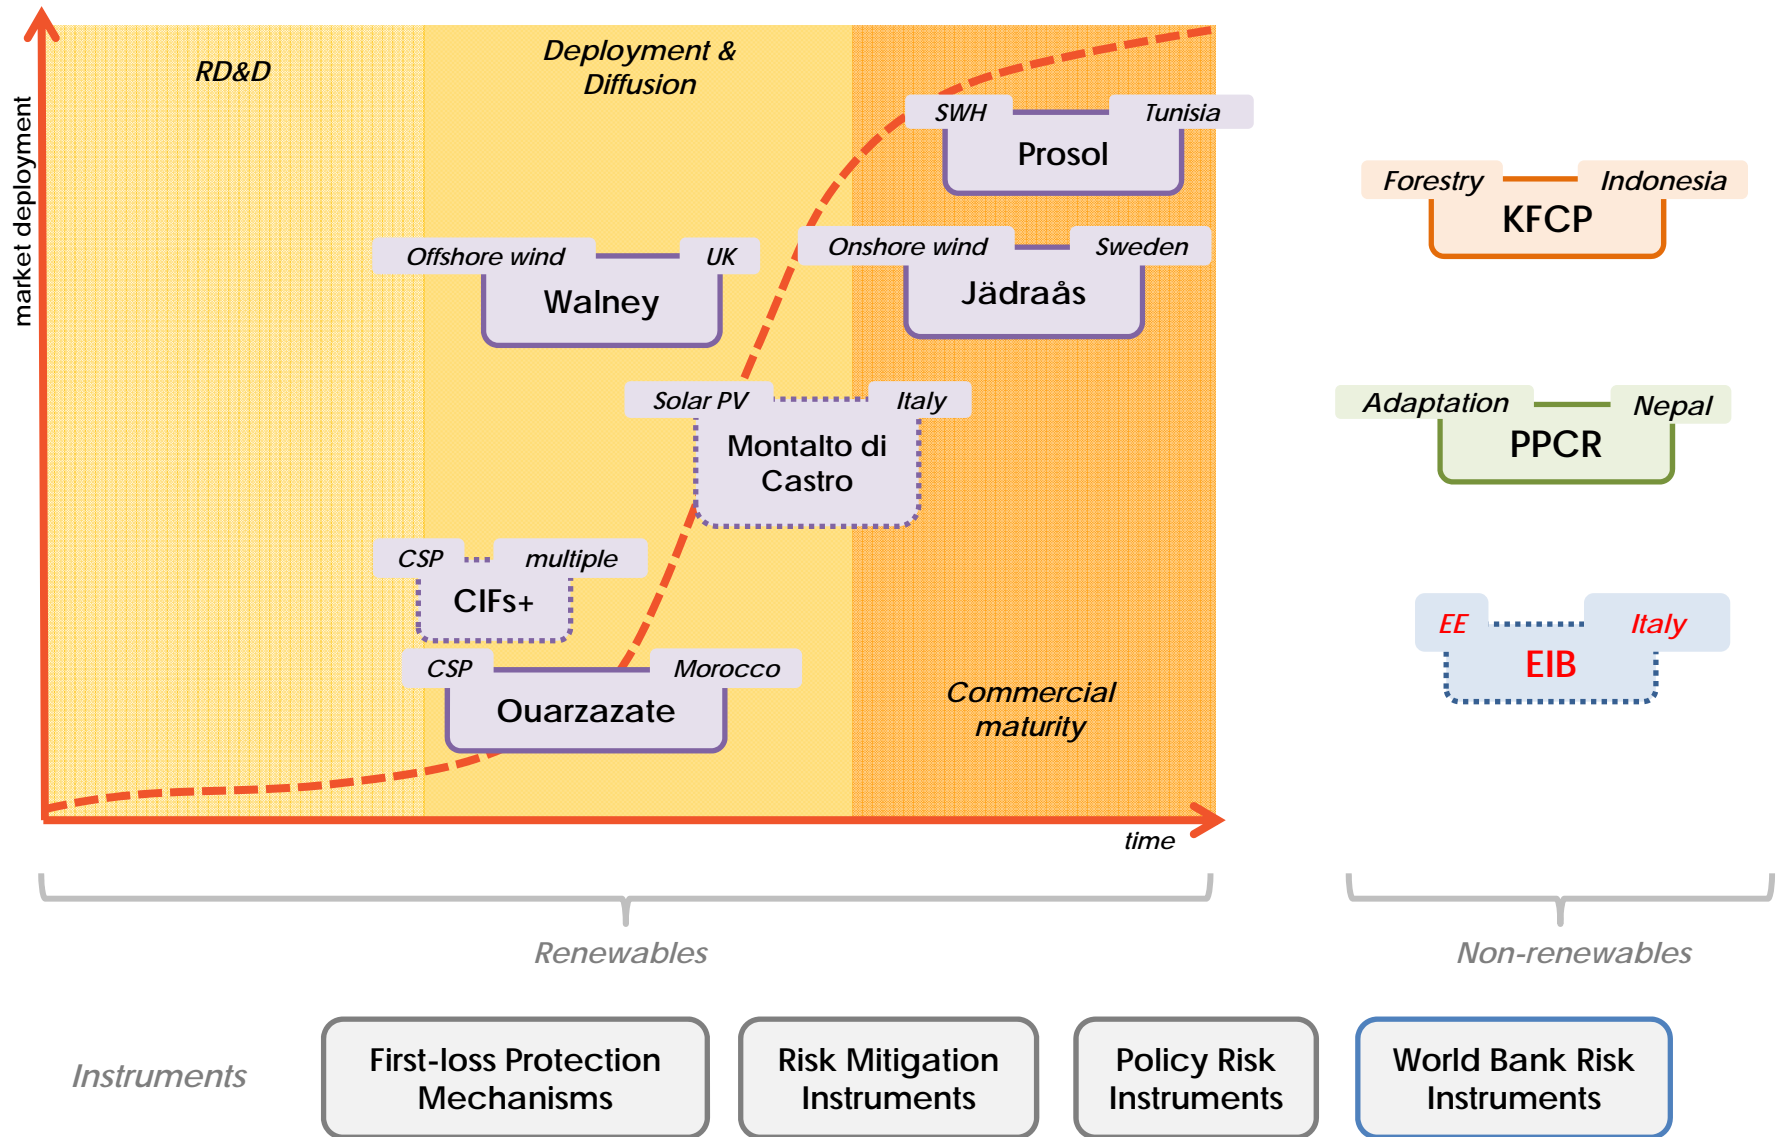 market deployment
RD&D
Deployment &
Diffusion
SWH
Tunisia
Prosol
Offshore wind
UK
Walney
Onshore wind
Sweden
Jädraås
Solar PV
Italy
Montalto di
Castro
CSP
multiple
CIFs+
CSP
Morocco
Ouarzazate
Commercial
maturity
time
Forestry
Indonesia
KFCP
Adaptation
Nepal
PPCR
EE
Italy
EIB
Renewables
Non-renewables
Instruments
First-loss Protection
Mechanisms
Risk Mitigation
Instruments
Policy Risk
Instruments
World Bank Risk
Instruments